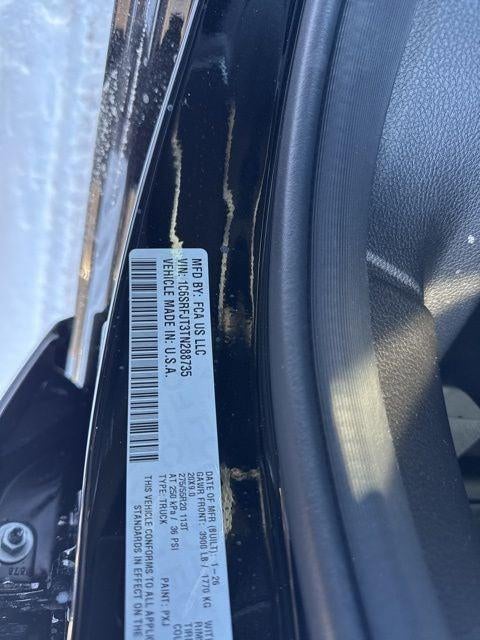 MFD BY: FCA US LLC
VIN: 1C6SRFJT3TN288735
VEHICLE MADE IN: U.S.A.
DATE OF MFR (BUILT): 1-26
GAWR FRONT: 3900 LB / 1770 KG WITH
20X9.0
275/55R20 113T
AT 250 kPa / 36 PSI
TYPE: TRUCK PAINT: PXJ
THIS VEHICLE CONFORMS TO ALL APPLI
STANDARDS IN EFFECT ON THE